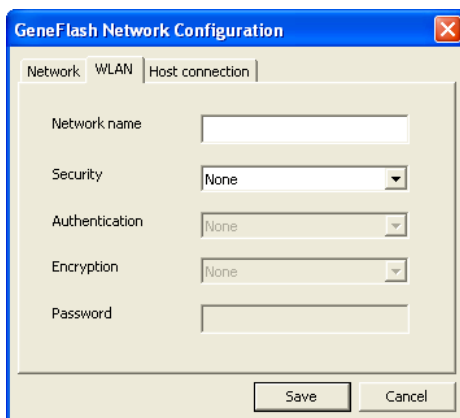 GeneFlash Network Configuration
Network WLAN Host connection
Network name
Security None
Authentication None
Encryption None
Password
Save Cancel